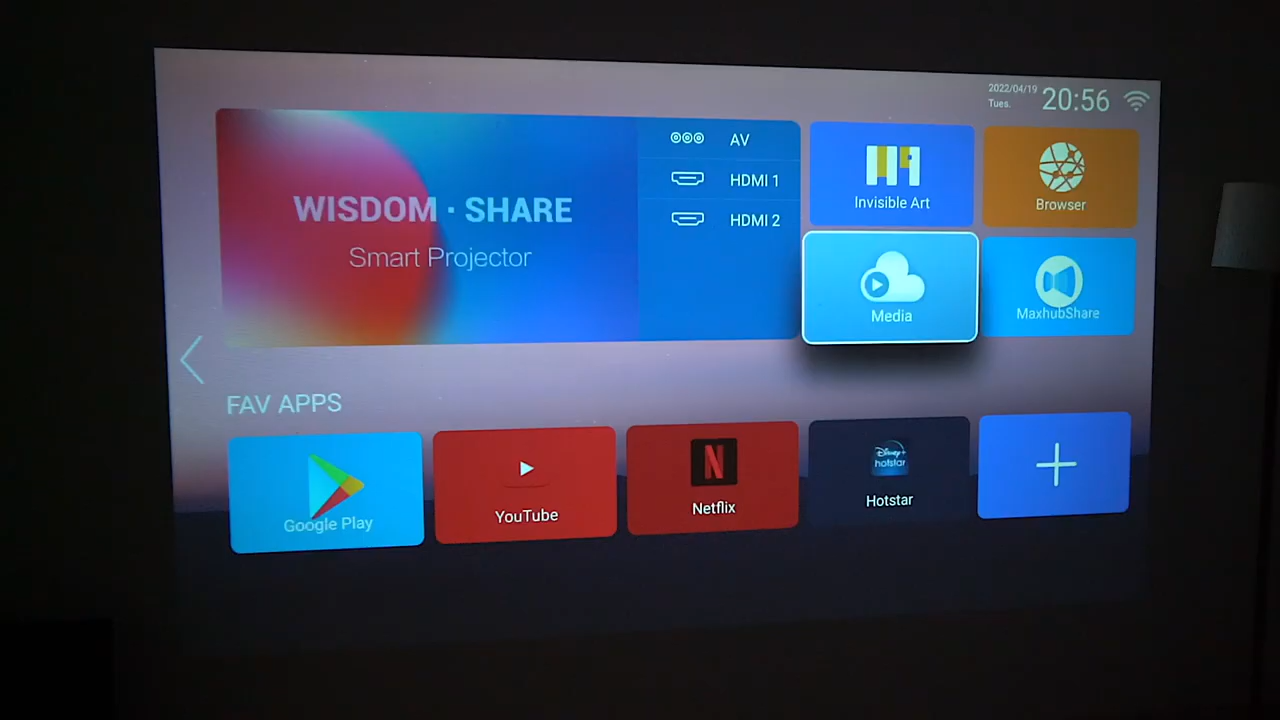 2022/04/19
Tues.
20:56
WISDOM · SHARE
Smart Projector
AV
HDMI 1
HDMI 2
Invisible Art
Browser
Media
MaxhubShare
FAV APPS
Google Play
YouTube
N
Netflix
Disney+
hotstar
Hotstar